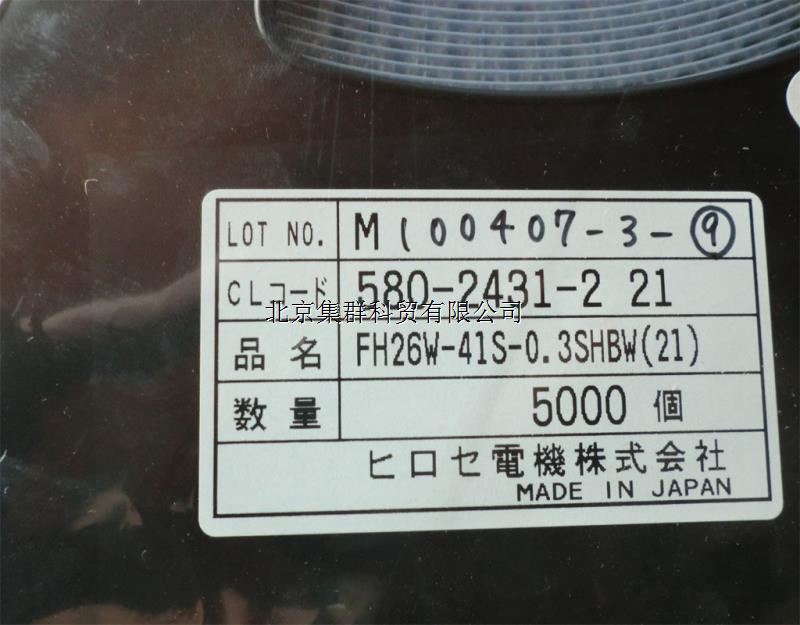 LOT NO. M100407-3-⑨
CLコード 580-2431-2 21
北京集群科贸有限公司
品名 FH26W-41S-0.3SHBW(21)
数量 5000 個
ヒロセ電機株式会社
MADE IN JAPAN